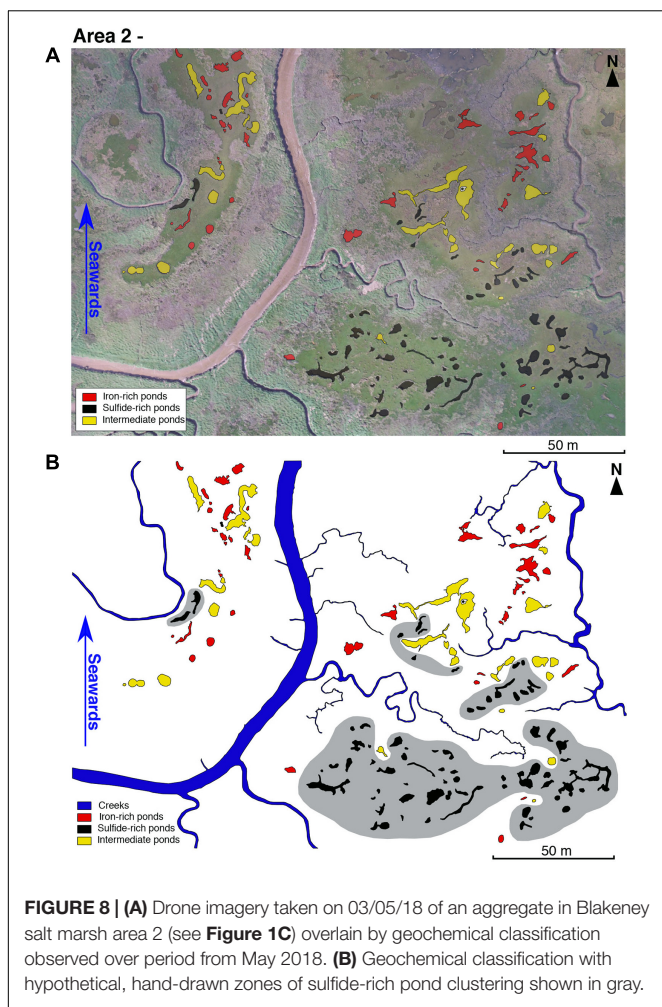 Area 2 -
A
N
Seawards
Iron-rich ponds
Sulfide-rich ponds
Intermediate ponds
50 m
B
N
Seawards
Creeks
Iron-rich ponds
Sulfide-rich ponds
Intermediate ponds
50 m
FIGURE 8 | (A) Drone imagery taken on 03/05/18 of an aggregate in Blakeney
salt marsh area 2 (see Figure 1C) overlain by geochemical classification
observed over period from May 2018. (B) Geochemical classification with
hypothetical, hand-drawn zones of sulfide-rich pond clustering shown in gray.